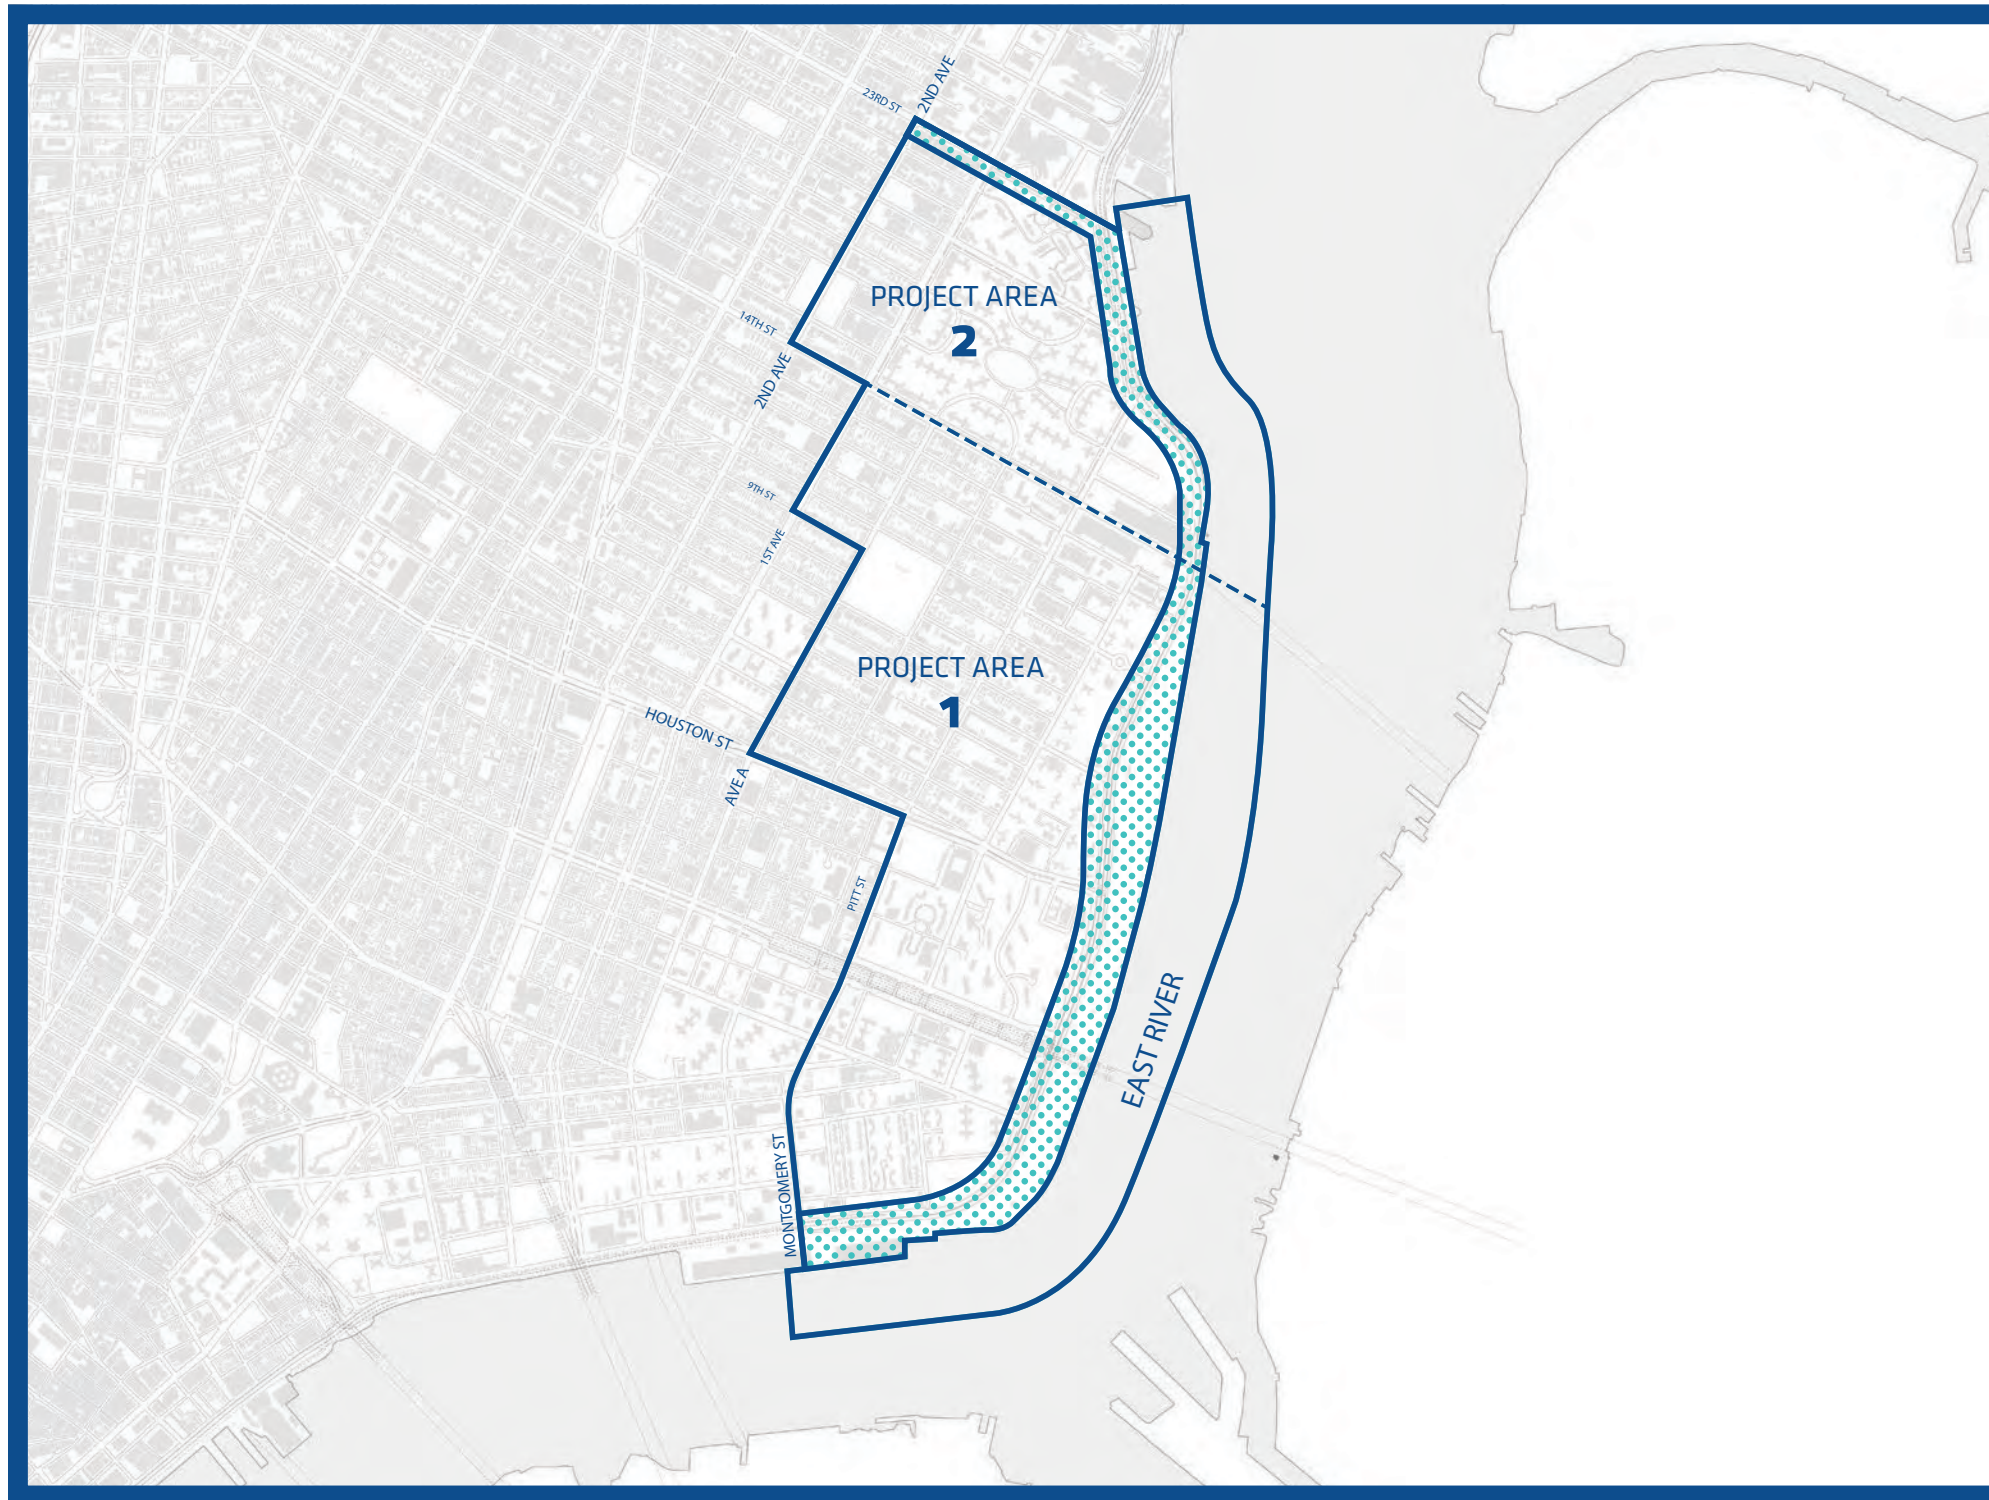 2ND AVE
23RD ST
PROJECT AREA
2
14TH ST
2ND AVE
9TH ST
1ST AVE
PROJECT AREA
1
HOUSTON ST
AVE A
PITT ST
EAST RIVER
MONTGOMERY ST